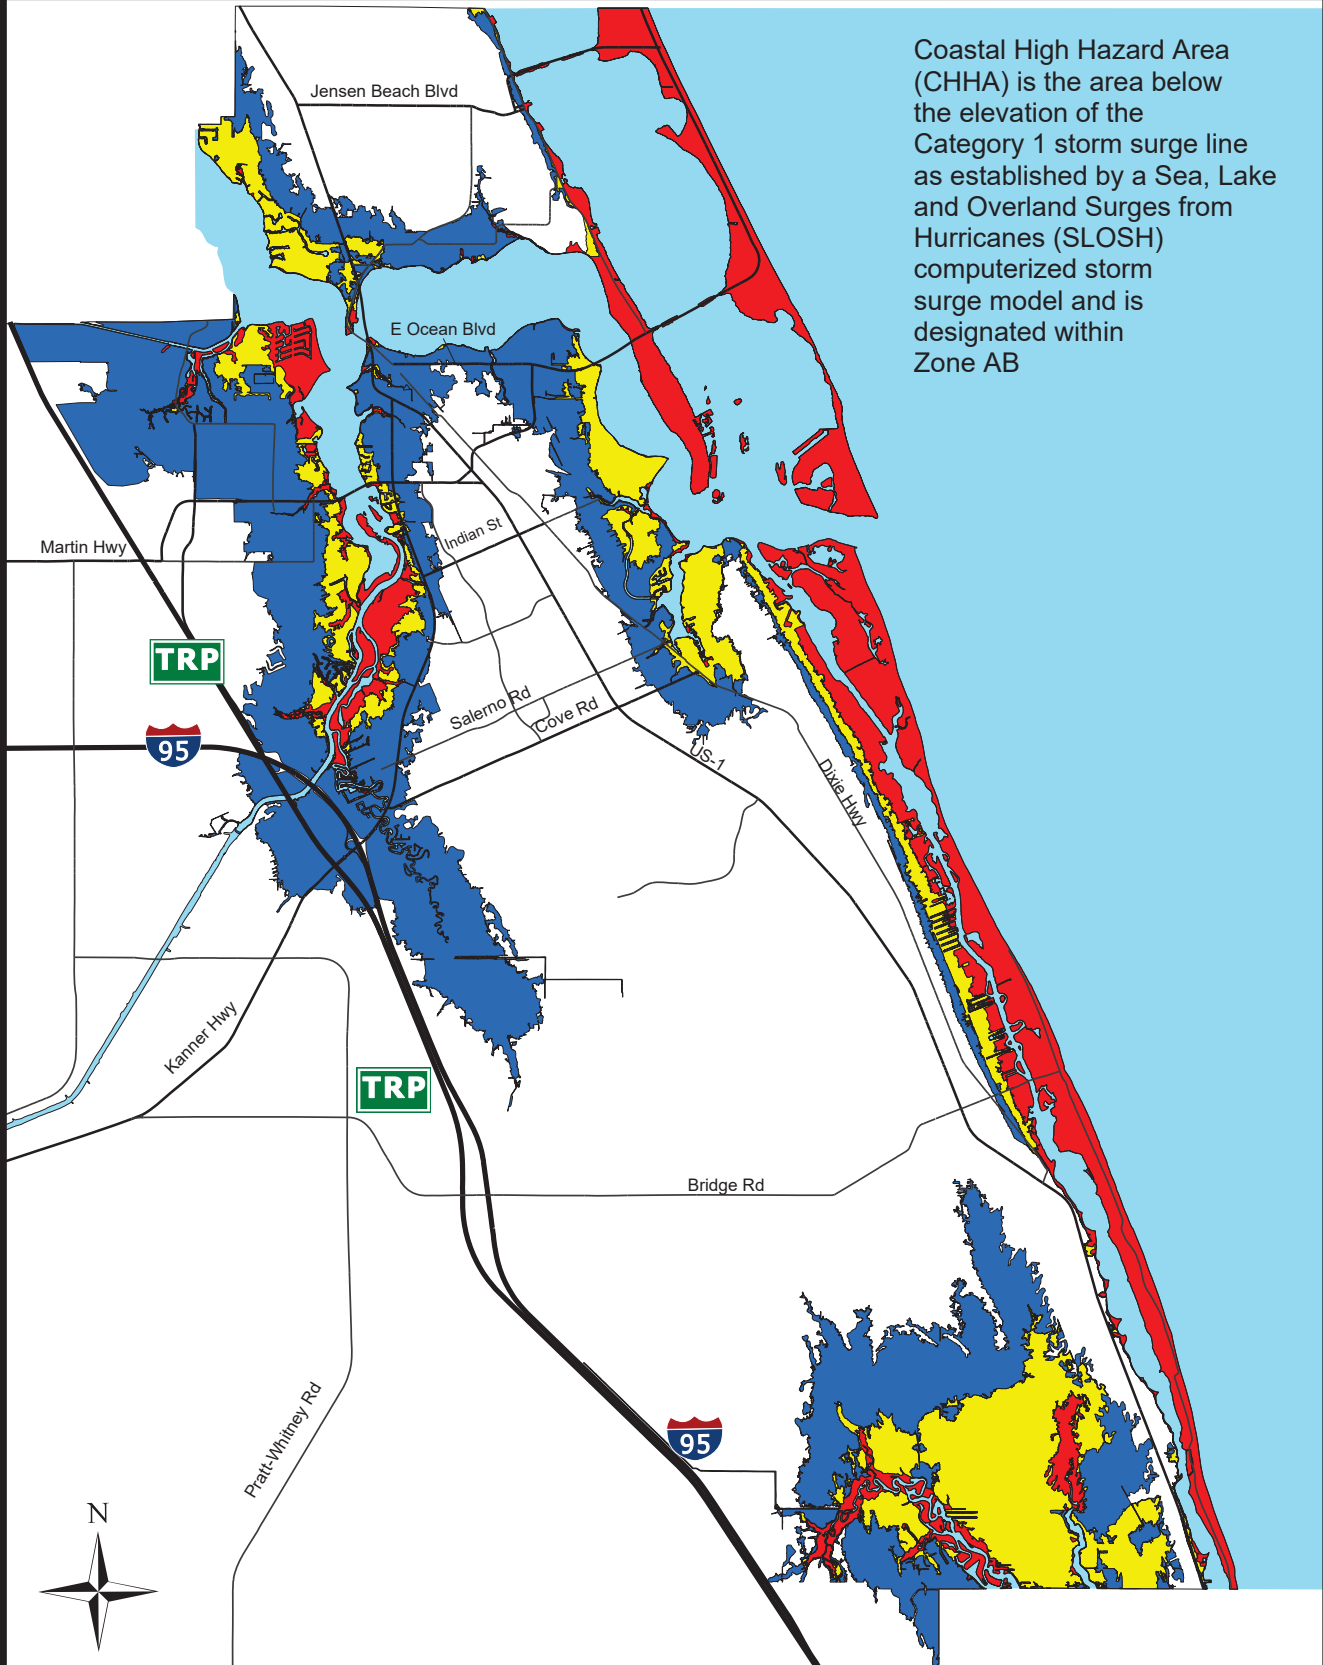 Coastal High Hazard Area
(CHHA) is the area below
the elevation of the
Category 1 storm surge line
as established by a Sea, Lake
and Overland Surges from
Hurricanes (SLOSH)
computerized storm
surge model and is
designated within
Zone AB
Jensen Beach Blvd
E Ocean Blvd
Indian St
Martin Hwy
TRP
95
Salerno Rd
Cove Rd
US-1
Dixie Hwy
Kanner Hwy
TRP
Bridge Rd
Pratt-Whitney Rd
95
N